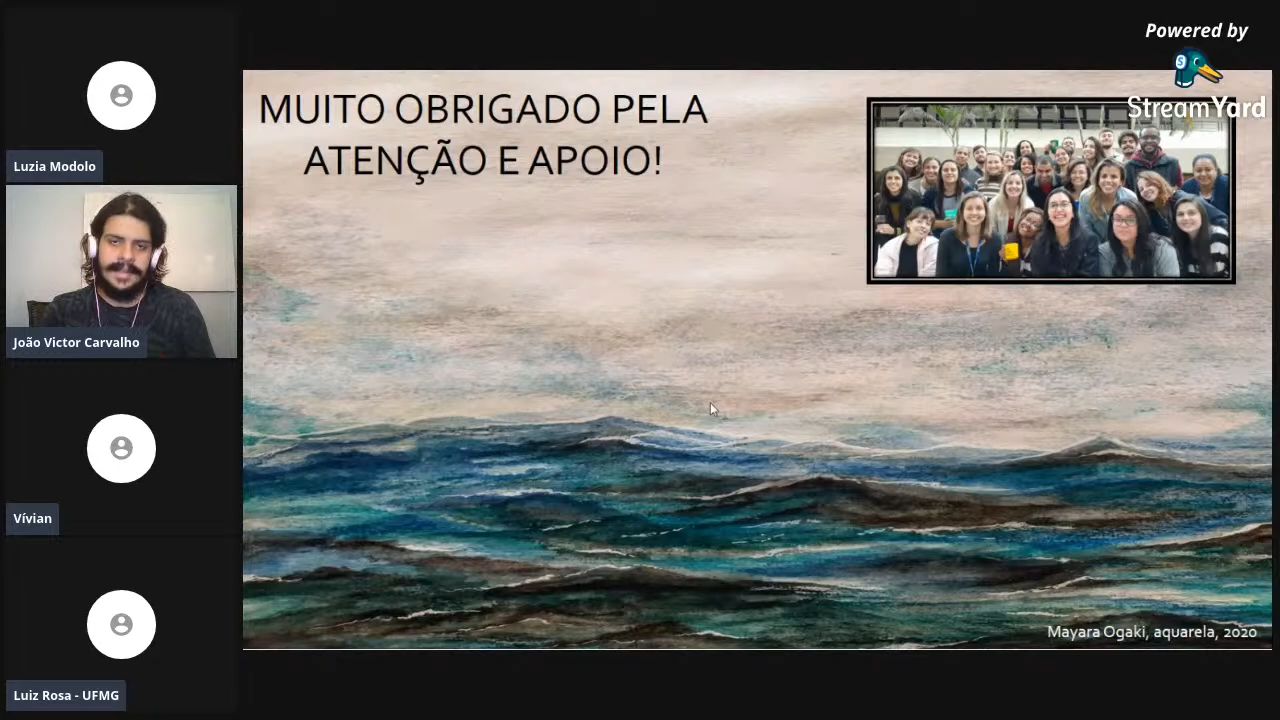 Powered by
StreamYard
MUITO OBRIGADO PELA
ATENÇÃO E APOIO!
Luzia Modolo
João Victor Carvalho
Vívian
Luiz Rosa - UFMG
Mayara Ogaki, aquarela, 2020